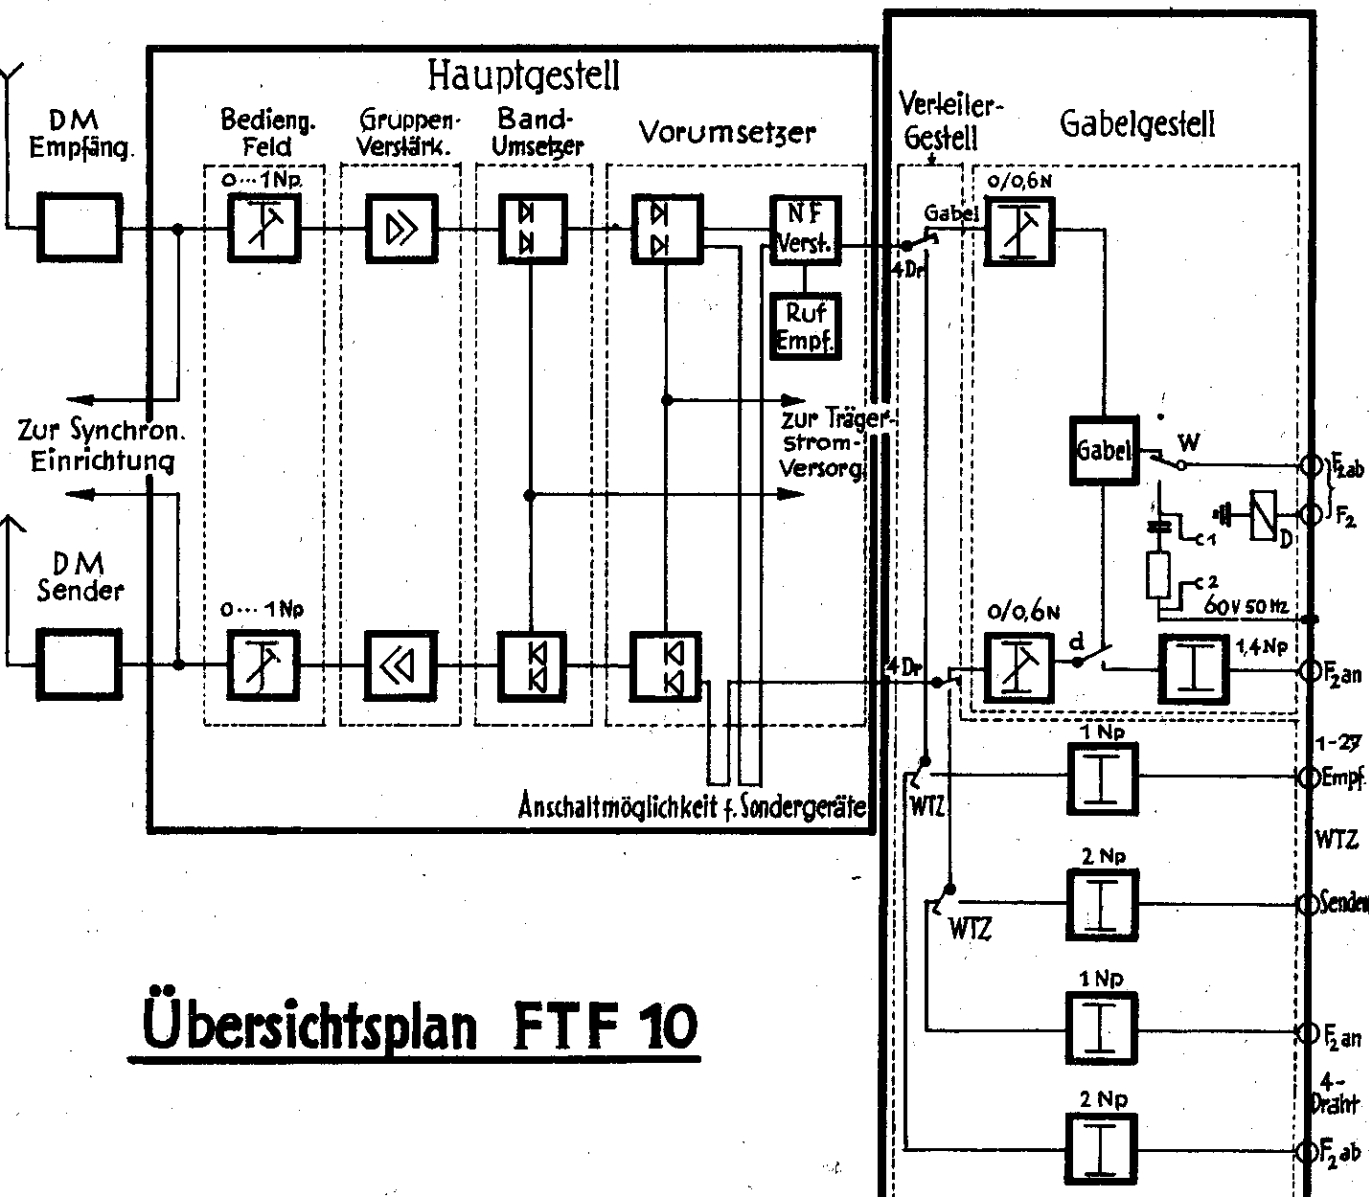 Hauptgestell
DM
Empfäng.
Bedieng.
Feld
0...1Np.
Gruppen-
Verstärk.
Band-
Umsetzer
Vorumsetzer
NF
Verst.
Ruf
Empf.
Verteiler-
Gestell
Gabelgestell
Gabel
4Dr
0/0,6N
Gabel
W
F2ab
F2
D
C1
C2
60V 50Hz
Zur Synchron.
Einrichtung
zur Träger-
strom-
Versorg.
DM
Sender
0...1Np
4Dr
0/0,6N
d
1,4Np
F2an
1Np
1-27
Empf.
WTZ
WTZ
2Np
Senden
WTZ
1Np
F2an
4-
Draht
2Np
F2ab
Anschaltmöglichkeit f. Sondergeräte
Übersichtsplan FTF 10